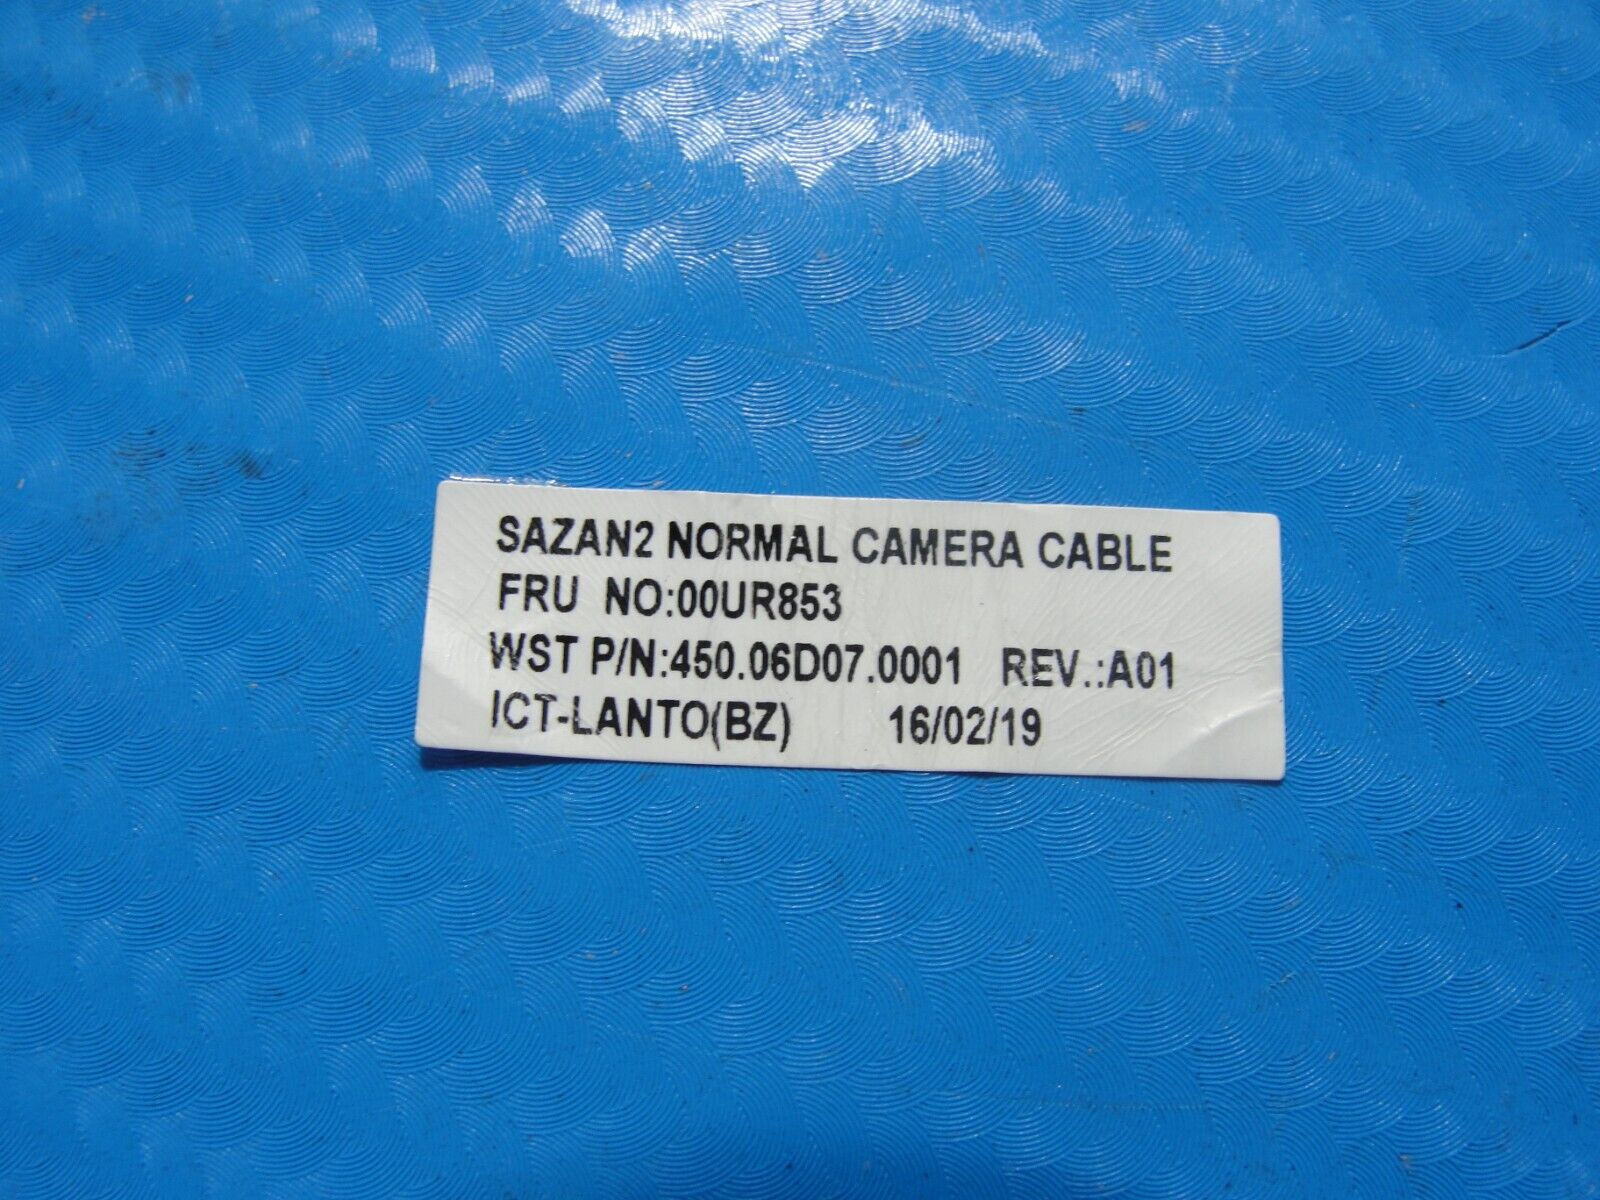 SAZAN2 NORMAL CAMERA CABLE
FRU NO:00UR853
WST P/N:450.06D07.0001 REV.:A01
ICT-LANTO(BZ) 16/02/19